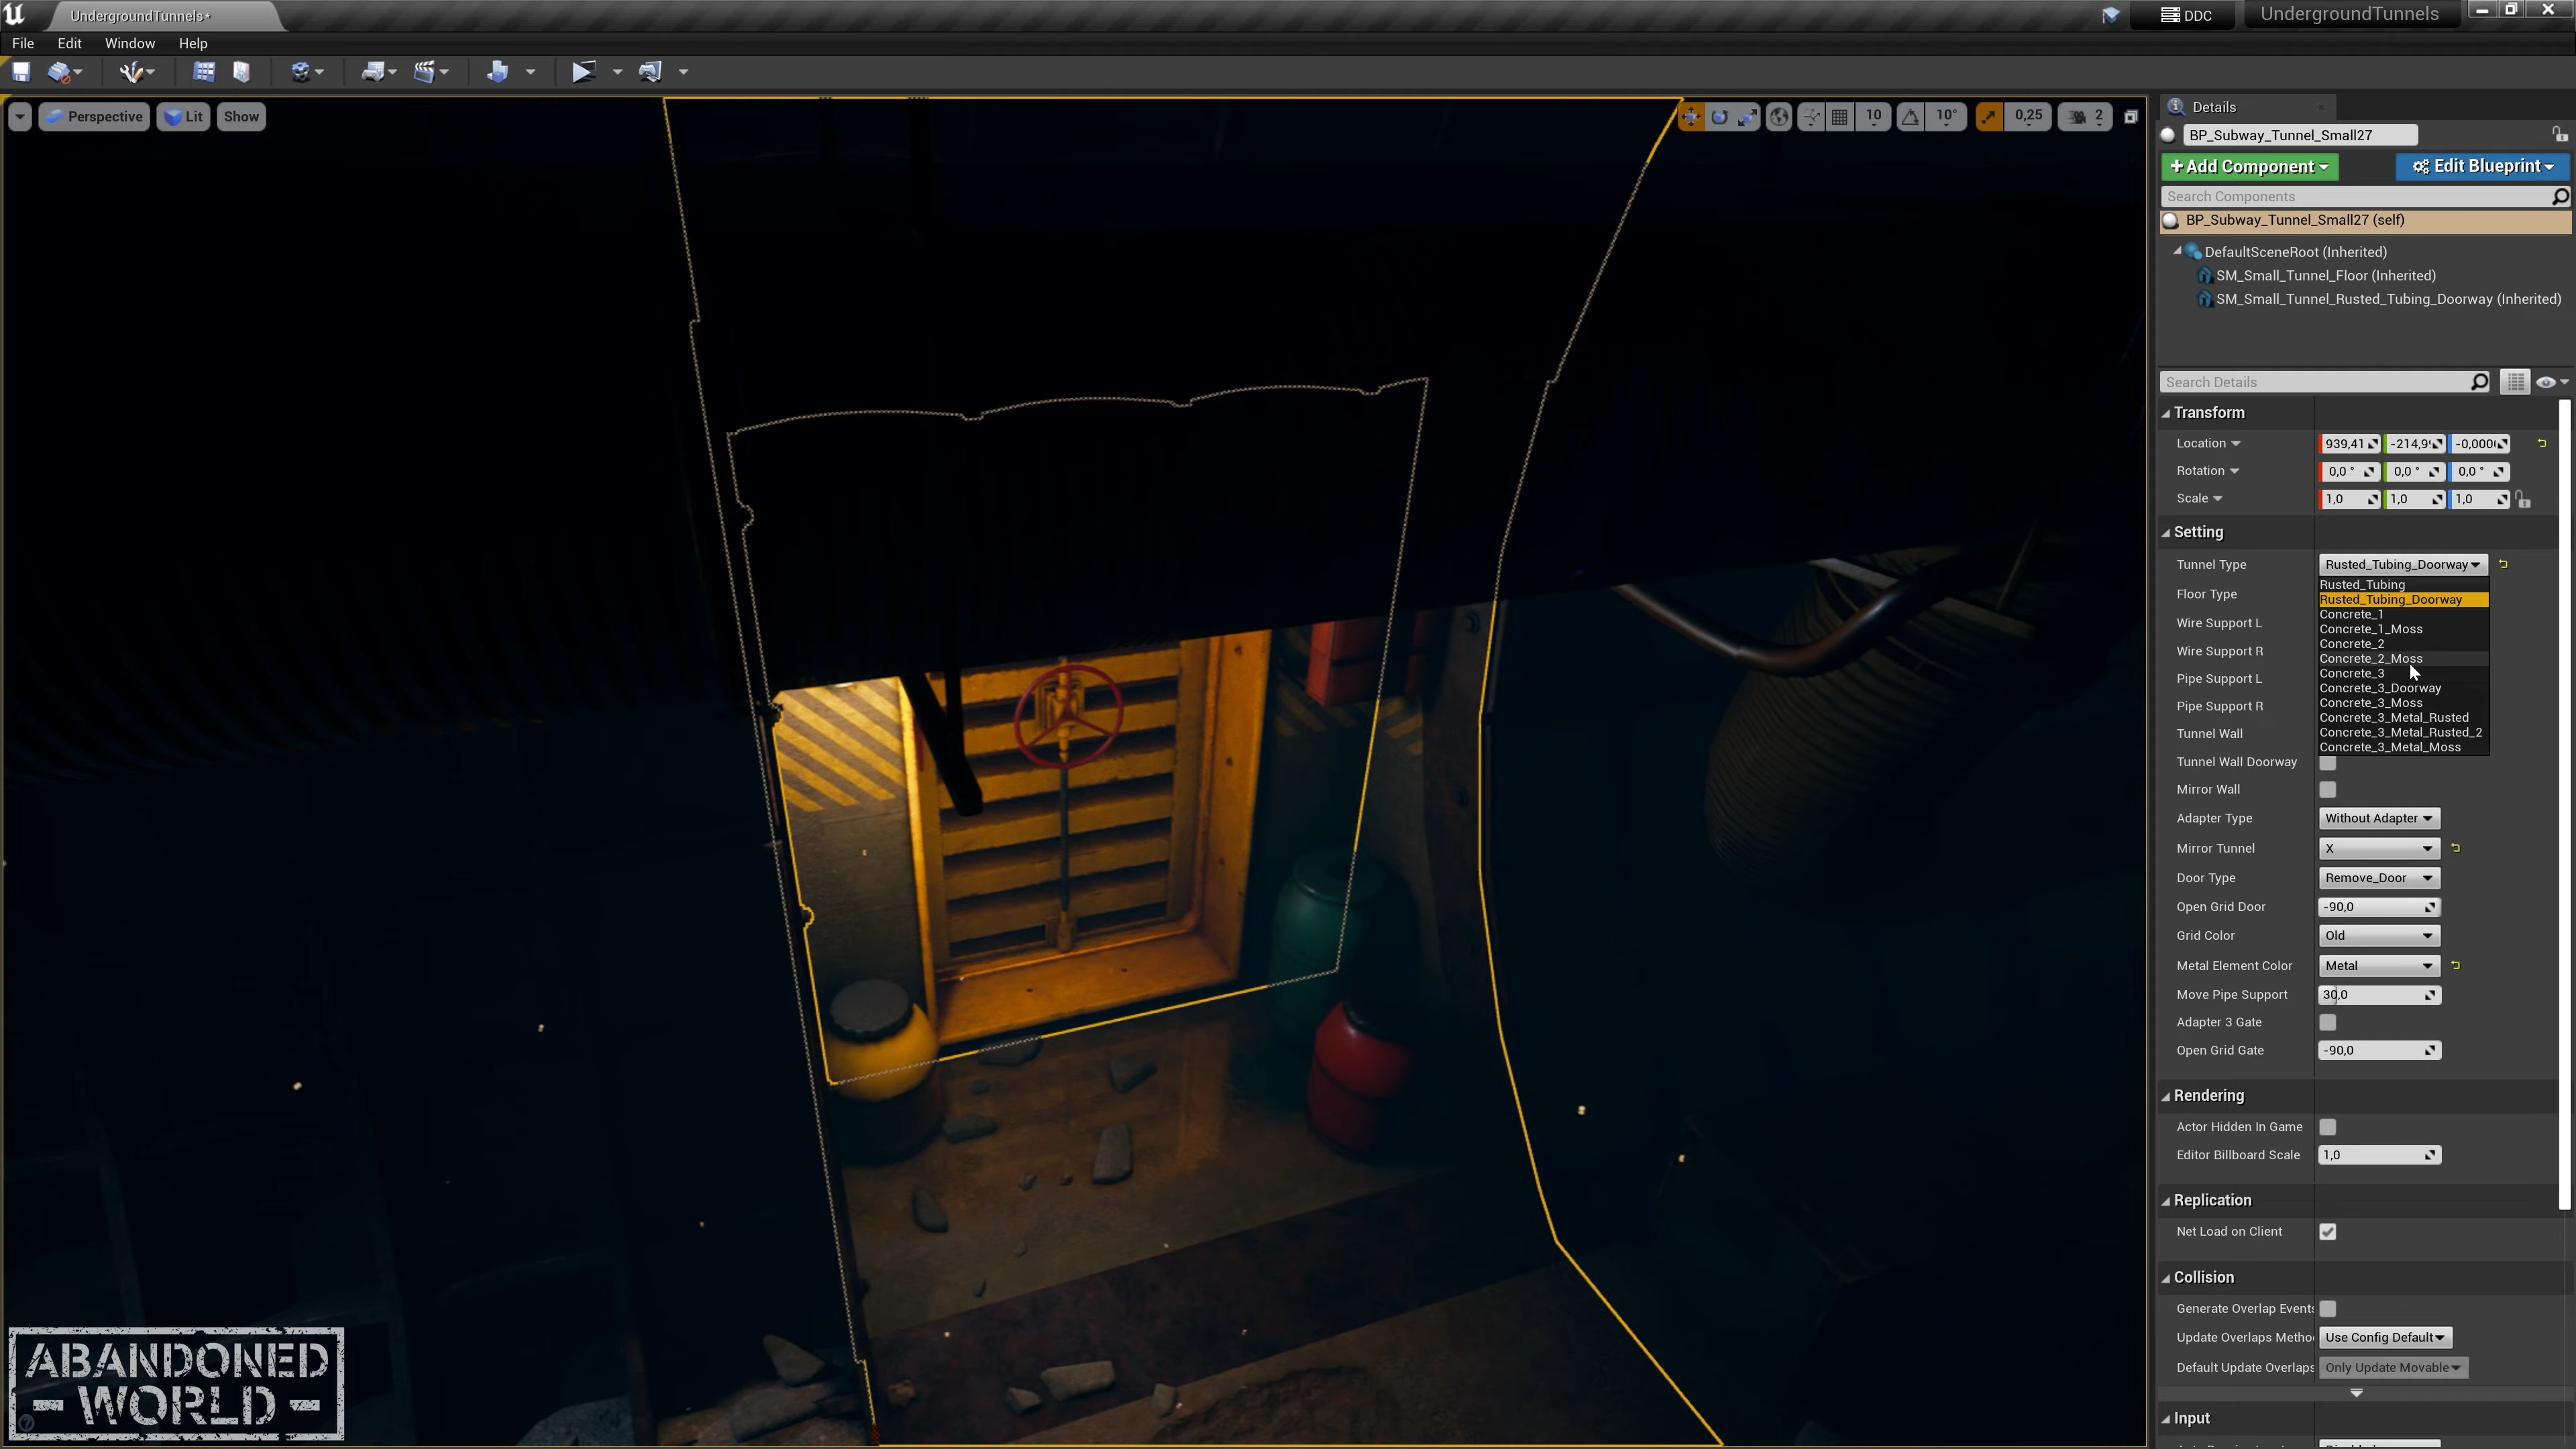 UndergroundTunnels*
DDC
UndergroundTunnels
File Edit Window Help
Perspective Lit Show
10 10° 0,25 2
Details
BP_Subway_Tunnel_Small27
+Add Component Edit Blueprint
Search Components
BP_Subway_Tunnel_Small27 (self)
DefaultSceneRoot (Inherited)
SM_Small_Tunnel_Floor (Inherited)
SM_Small_Tunnel_Rusted_Tubing_Doorway (Inherited)
Search Details
Transform
Location 939,41 -214,9 -0,000
Rotation 0,0 ° 0,0 ° 0,0 °
Scale 1,0 1,0 1,0
Setting
Tunnel Type Rusted_Tubing_Doorway
Rusted_Tubing
Rusted_Tubing_Doorway
Concrete_1
Concrete_1_Moss
Concrete_2
Concrete_2_Moss
Concrete_3
Concrete_3_Doorway
Concrete_3_Moss
Concrete_3_Metal_Rusted
Concrete_3_Metal_Rusted_2
Concrete_3_Metal_Moss
Floor Type
Wire Support L
Wire Support R
Pipe Support L
Pipe Support R
Tunnel Wall
Tunnel Wall Doorway
Mirror Wall
Adapter Type Without Adapter
Mirror Tunnel X
Door Type Remove_Door
Open Grid Door -90,0
Grid Color Old
Metal Element Color Metal
Move Pipe Support 30,0
Adapter 3 Gate
Open Grid Gate -90,0
Rendering
Actor Hidden In Game
Editor Billboard Scale 1,0
Replication
Net Load on Client
Collision
Generate Overlap Events
Update Overlaps Metho Use Config Default
Default Update Overlaps Only Update Movable
Input
ABANDONED
- WORLD -